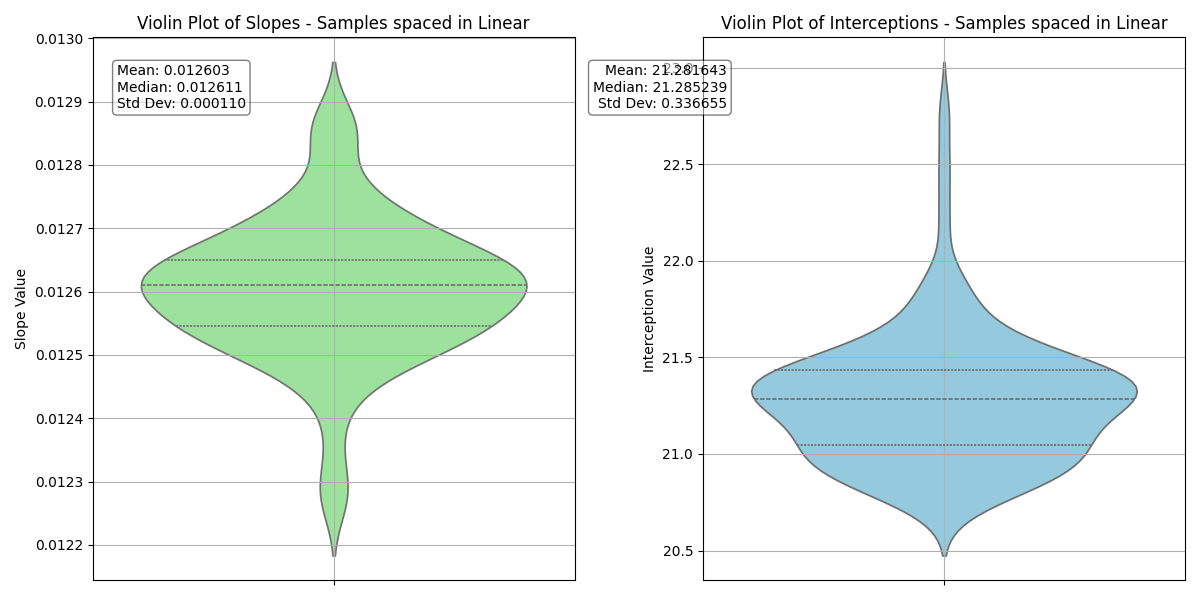 Violin Plot of Slopes - Samples spaced in Linear
0.0130
0.0129
0.0128
0.0127
0.0126
0.0125
0.0124
0.0123
0.0122
Slope Value
Mean: 0.012603
Median: 0.012611
Std Dev: 0.000110
Violin Plot of Interceptions - Samples spaced in Linear
23.0
22.5
22.0
21.5
21.0
20.5
Interception Value
Mean: 21.281643
Median: 21.285239
Std Dev: 0.336655